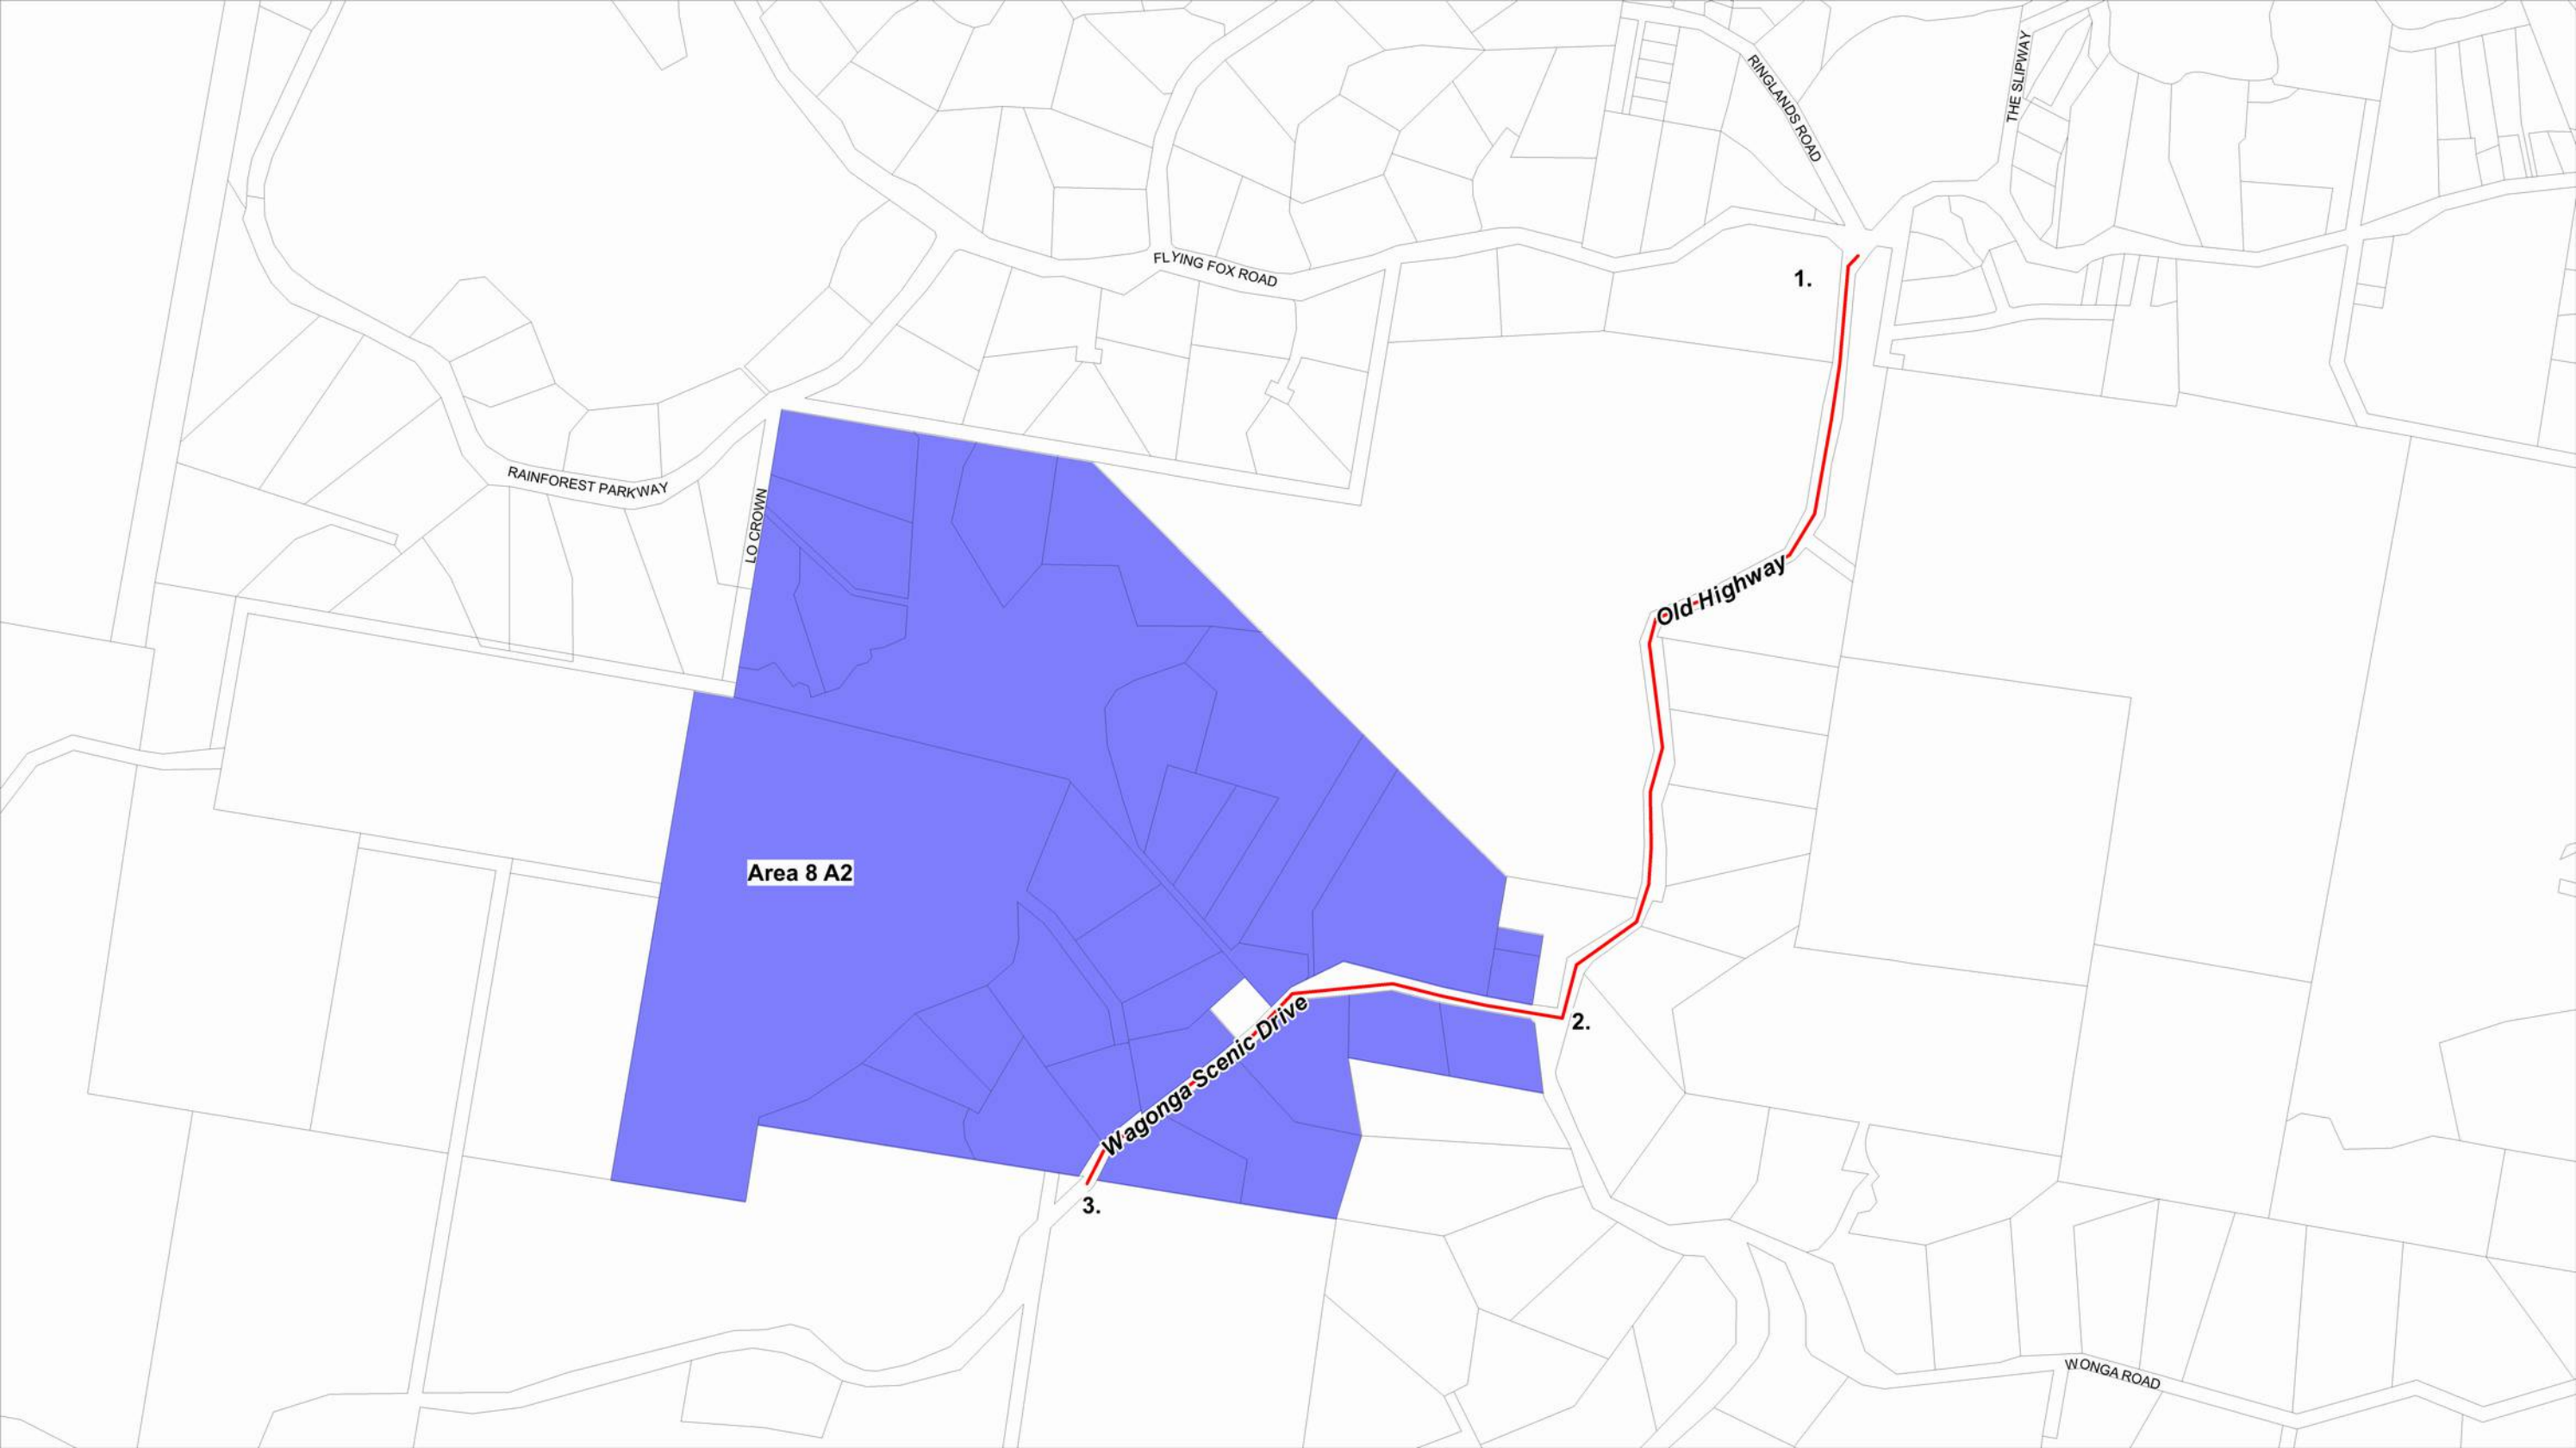 RINGLANDS ROAD
THE SLIPWAY
FLYING FOX ROAD
1.
RAINFOREST PARKWAY
LO CROWN
Old Highway
Area 8 A2
2.
Wagonga Scenic Drive
3.
WONGA ROAD